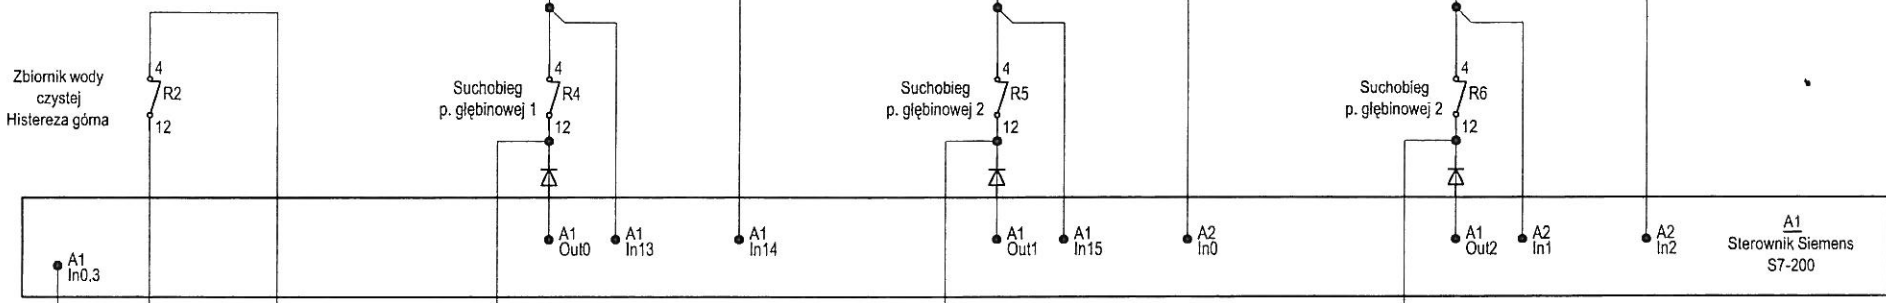 Zbiornik wody
czystej
Histereza górna
4
R2
12
Suchobieg
p. głębinowej 1
4
R4
12
Suchobieg
p. głębinowej 2
4
R5
12
Suchobieg
p. głębinowej 2
4
R6
12
A1
In0,3
A1
Out0
A1
In13
A1
In14
A1
Out1
A1
In15
A2
In0
A1
Out2
A2
In1
A2
In2
A1
Sterownik Siemens
S7-200